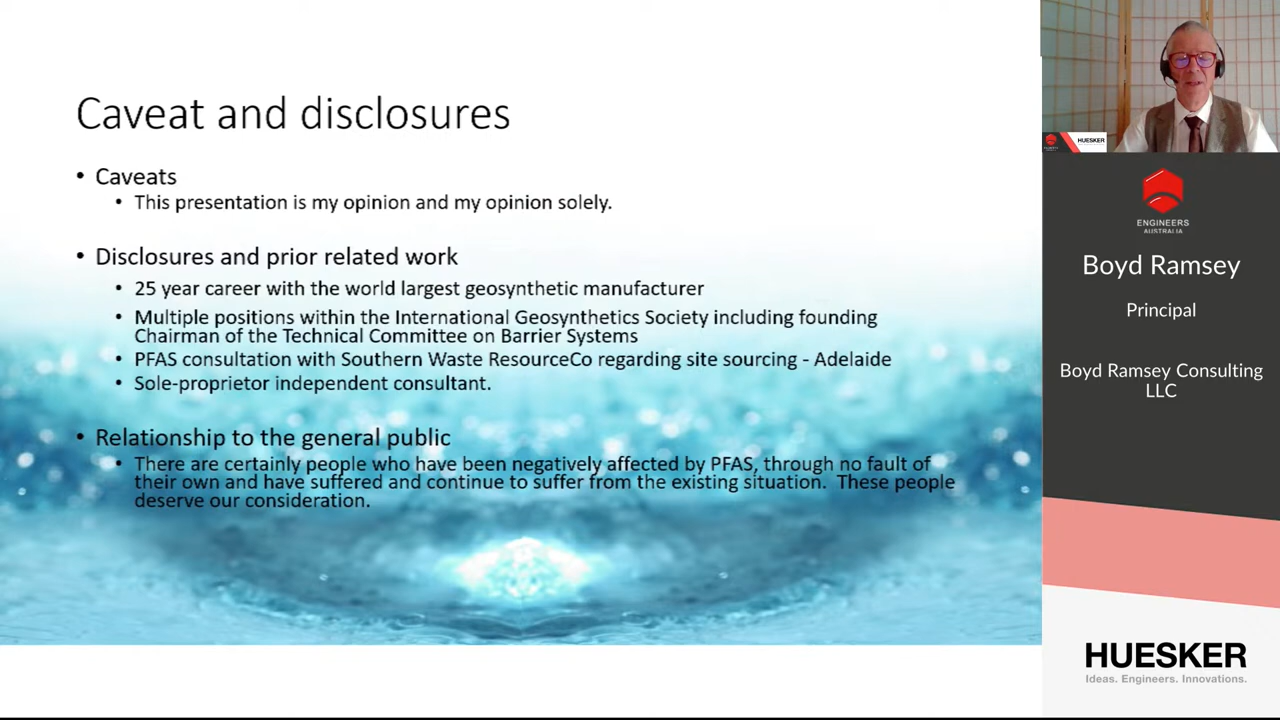 Caveat and disclosures
• Caveats
• This presentation is my opinion and my opinion solely.
• Disclosures and prior related work
• 25 year career with the world largest geosynthetic manufacturer
• Multiple positions within the International Geosynthetics Society including founding
Chairman of the Technical Committee on Barrier Systems
• PFAS consultation with Southern Waste ResourceCo regarding site sourcing - Adelaide
• Sole-proprietor independent consultant.
• Relationship to the general public
• There are certainly people who have been negatively affected by PFAS, through no fault of
their own and have suffered and continue to suffer from the existing situation.  These people
deserve our consideration.
HUESKER
ENGINEERS
AUSTRALIA
Boyd Ramsey
Principal
Boyd Ramsey Consulting
LLC
HUESKER
Ideas. Engineers. Innovations.